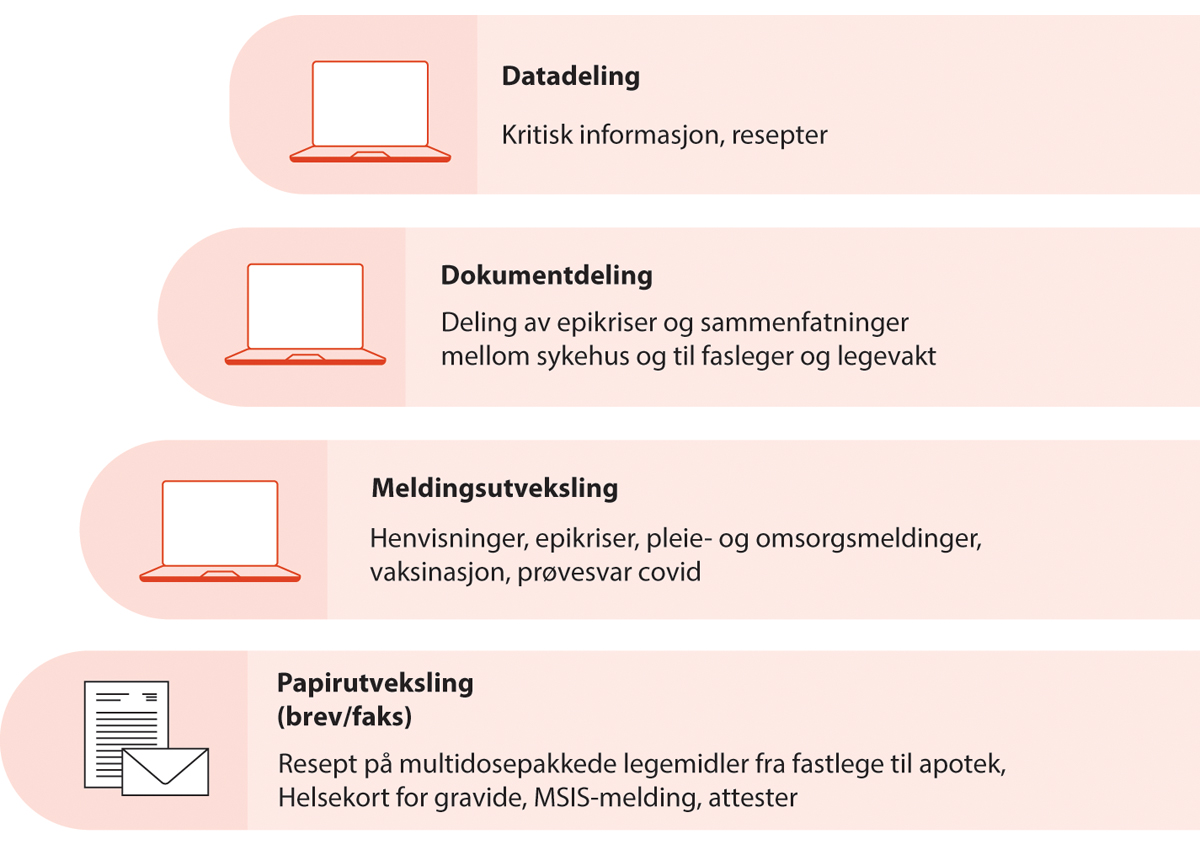 Datadeling
Kritisk informasjon, resepter
Dokumentdeling
Deling av epikriser og sammenfatninger
mellom sykehus og til fasleger og legevakt
Meldingsutveksling
Henvisninger, epikriser, pleie- og omsorgsmeldinger,
vaksinasjon, prøvesvar covid
Papirutveksling
(brev/faks)
Resept på multidosepakkede legemidler fra fastlege til apotek,
Helsekort for gravide, MSIS-melding, attester